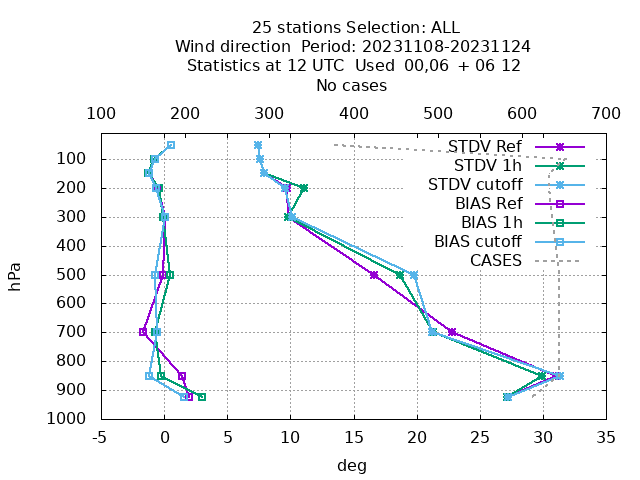 25 stations Selection: ALL
Wind direction  Period: 20231108-20231124
Statistics at 12 UTC  Used  00,06  + 06 12
No cases
100 200 300 400 500 600 700
STDV Ref
STDV 1h
STDV cutoff
BIAS Ref
BIAS 1h
BIAS cutoff
CASES
hPa
100
200
300
400
500
600
700
800
900
1000
-5 0 5 10 15 20 25 30 35
deg